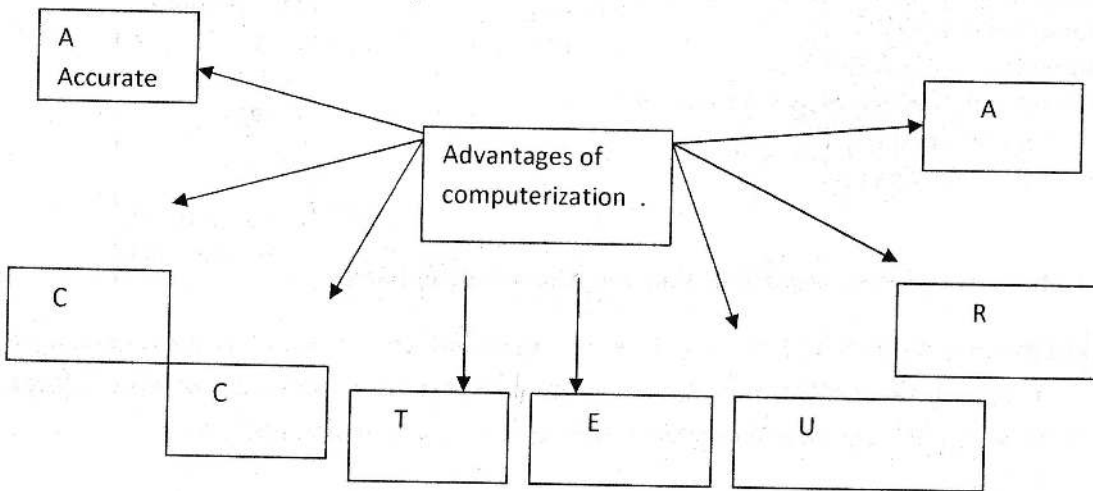 A
Accurate
A
Advantages of
computerization .
C
R
C
T
E
U